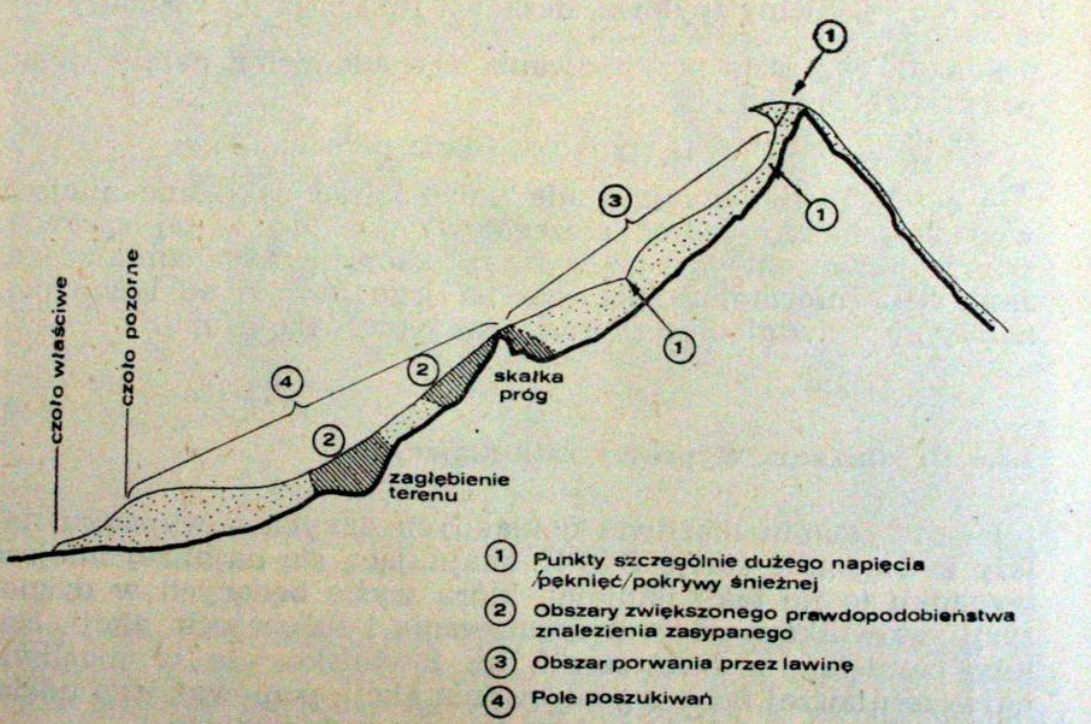 1
3
1
1
czoło właściwe
czoło pozorne
4
2
skałka
próg
2
zagłębienie
terenu
1 Punkty szczególnie dużego napięcia
/pęknięć/pokrywy śnieżnej
2 Obszary zwiększonego prawdopodobieństwa
znalezienia zasypanego
3 Obszar porwania przez lawinę
4 Pole poszukiwań